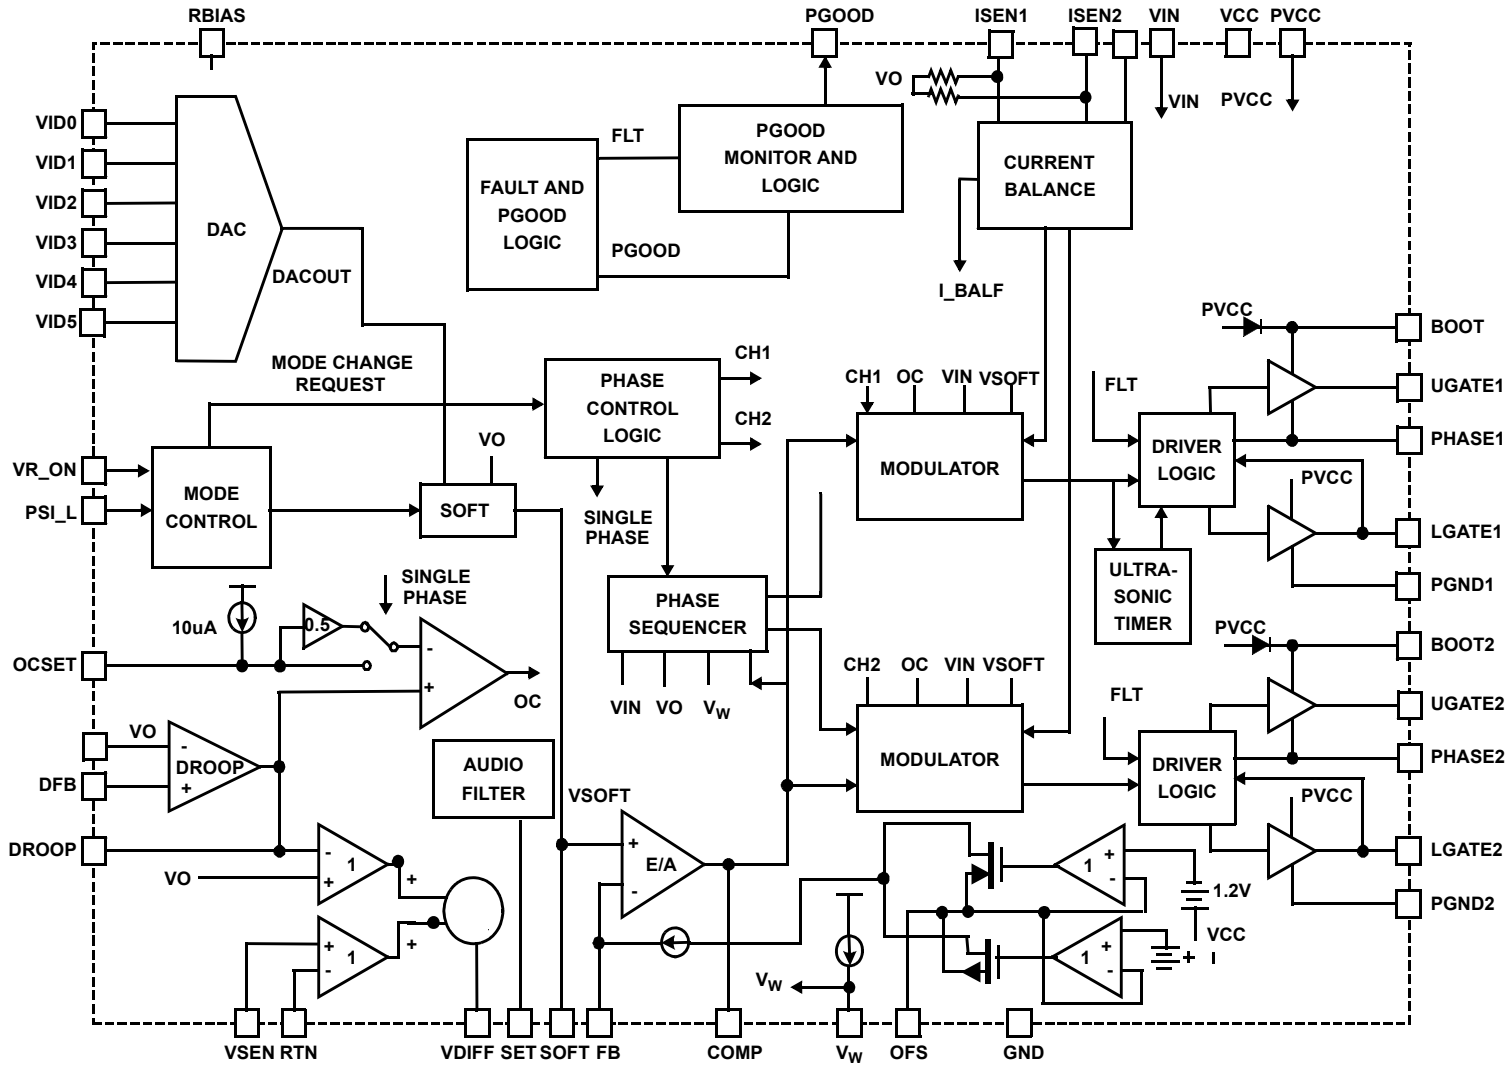 RBIAS
PGOOD
ISEN1
ISEN2
VIN
VCC
PVCC
VO
VIN
PVCC
VID0
VID1
VID2
VID3
VID4
VID5
DAC
DACOUT
FAULT AND
PGOOD
LOGIC
FLT
PGOOD
PGOOD
MONITOR AND
LOGIC
CURRENT
BALANCE
I_BALF
MODE CHANGE
REQUEST
PHASE
CONTROL
LOGIC
CH1
CH2
SINGLE
PHASE
VR_ON
PSI_L
MODE
CONTROL
VO
SOFT
CH1
OC
VIN
VSOFT
MODULATOR
FLT
DRIVER
LOGIC
PVCC
BOOT
UGATE1
PHASE1
PVCC
LGATE1
PGND1
ULTRA-
SONIC
TIMER
PHASE
SEQUENCER
VIN
VO
VW
10uA
0.5
SINGLE
PHASE
OCSET
-
+
OC
CH2
OC
VIN
VSOFT
MODULATOR
FLT
DRIVER
LOGIC
PVCC
BOOT2
UGATE2
PHASE2
PVCC
LGATE2
PGND2
VO
-
DROOP
+
DFB
DROOP
AUDIO
FILTER
VSOFT
+
E/A
-
-
1
+
VO
+
+
1
-
+
VW
+
1
-
1.2V
+
1
-
+
VCC
VSEN
RTN
VDIFF
SET
SOFT
FB
COMP
VW
OFS
GND